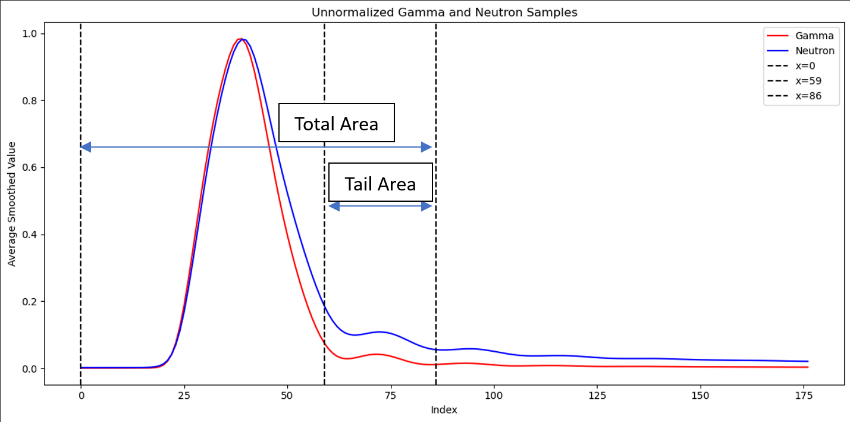 Unnormalized Gamma and Neutron Samples
Average Smoothed Value
1.0
0.8
0.6
0.4
0.2
0.0
Total Area
Tail Area
Gamma
Neutron
x=0
x=59
x=86
0 25 50 75 100 125 150 175
Index